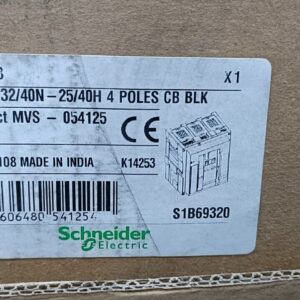 X1
32/40N-25/40H 4 POLES CB BLK
MVS - 054125
CE
108 MADE IN INDIA K14253
606480 541254
S1B69320
Schneider
Electric